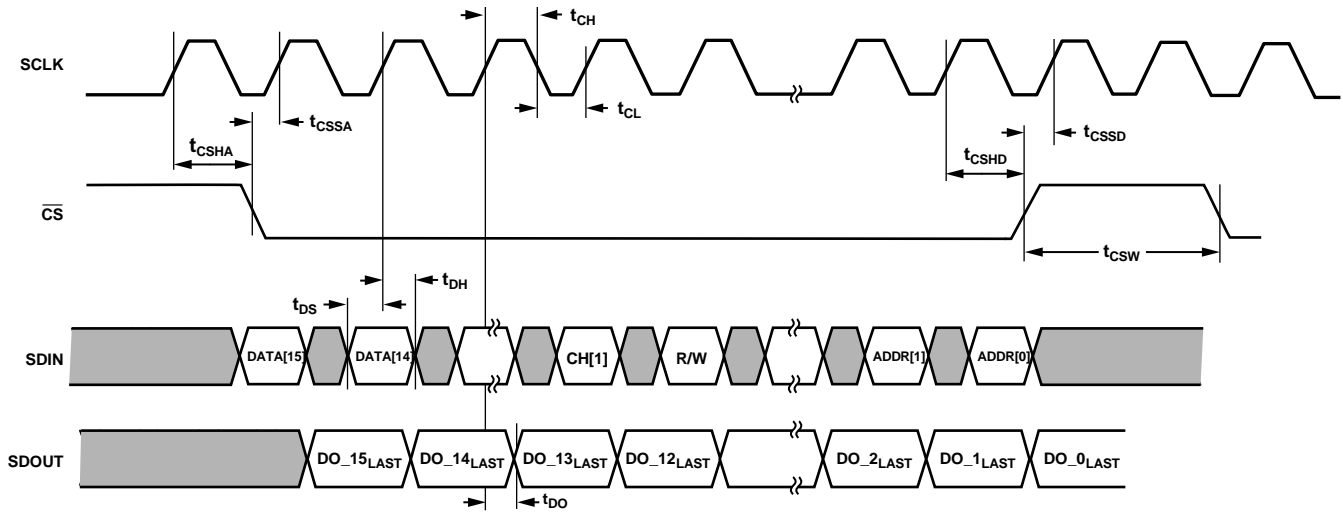 tCH
SCLK
tCL
tCSSA
tCSSD
tCSHA
tCSHD
CS
tCSW
tDH
tDS
SDIN
DATA[15]
DATA[14]
CH[1]
R/W
ADDR[1]
ADDR[0]
SDOUT
DO_15LAST
DO_14LAST
DO_13LAST
DO_12LAST
DO_2LAST
DO_1LAST
DO_0LAST
tDO